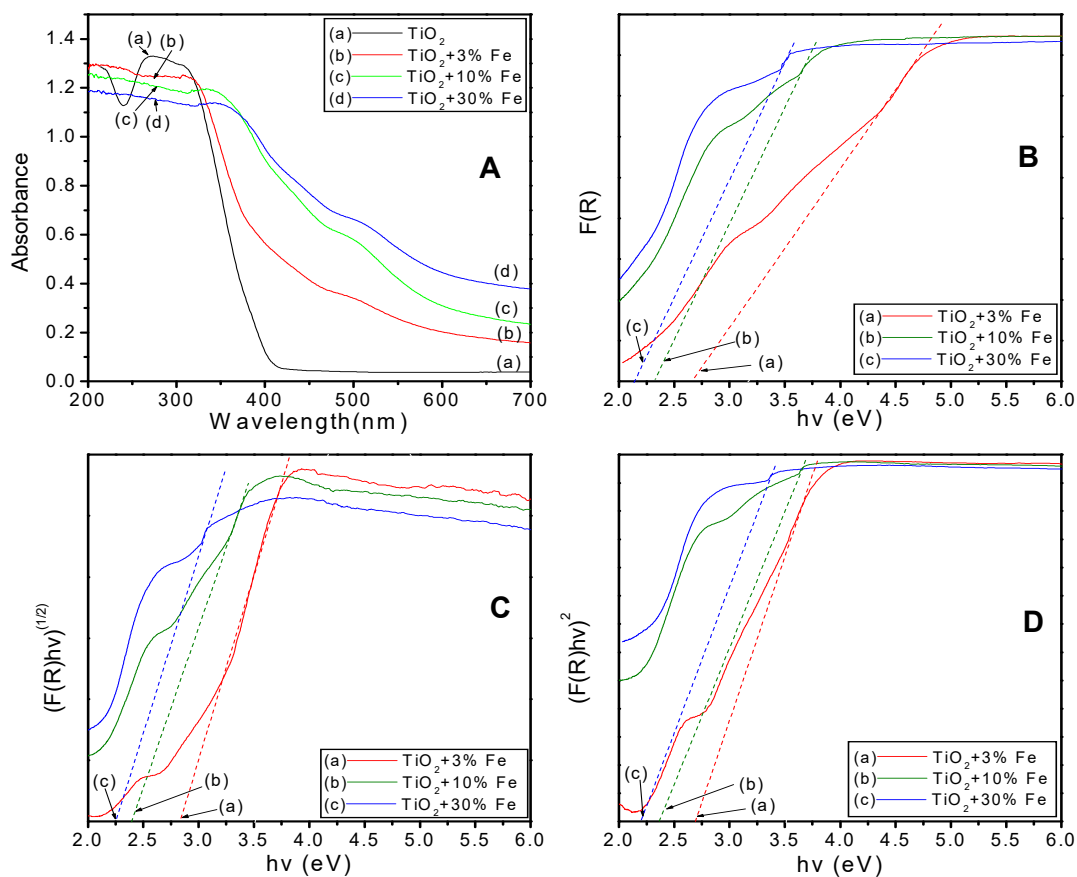 1.4
1.2
1.0
0.8
0.6
0.4
0.2
0.0
Absorbance
(a)
(b)
(c)
(d)
(a) TiO2
(b) TiO2+3% Fe
(c) TiO2+10% Fe
(d) TiO2+30% Fe
A
(d)
(c)
(b)
(a)
200 300 400 500 600 700
Wavelength(nm)
F(R)
B
(c)
(b)
(a)
(a) TiO2+3% Fe
(b) TiO2+10% Fe
(c) TiO2+30% Fe
2.0 2.5 3.0 3.5 4.0 4.5 5.0 5.5 6.0
hν (eV)
(F(R)hν)(1/2)
C
(c)
(b)
(a)
(a) TiO2+3% Fe
(b) TiO2+10% Fe
(c) TiO2+30% Fe
2.0 2.5 3.0 3.5 4.0 4.5 5.0 5.5 6.0
hν (eV)
(F(R)hν)2
D
(c)
(b)
(a)
(a) TiO2+3% Fe
(b) TiO2+10% Fe
(c) TiO2+30% Fe
2.0 2.5 3.0 3.5 4.0 4.5 5.0 5.5 6.0
hν (eV)